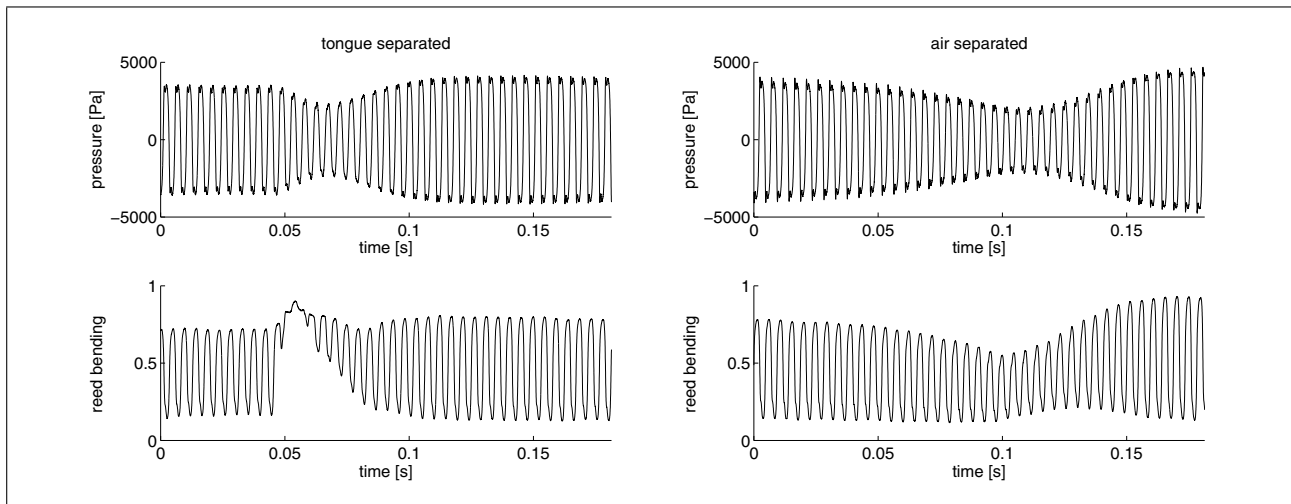 tongue separated
5000
0
−5000
pressure [Pa]
0 0.05 0.1 0.15
time [s]
1
0.5
0
reed bending
0 0.05 0.1 0.15
time [s]
air separated
5000
0
−5000
pressure [Pa]
0 0.05 0.1 0.15
time [s]
1
0.5
0
reed bending
0 0.05 0.1 0.15
time [s]